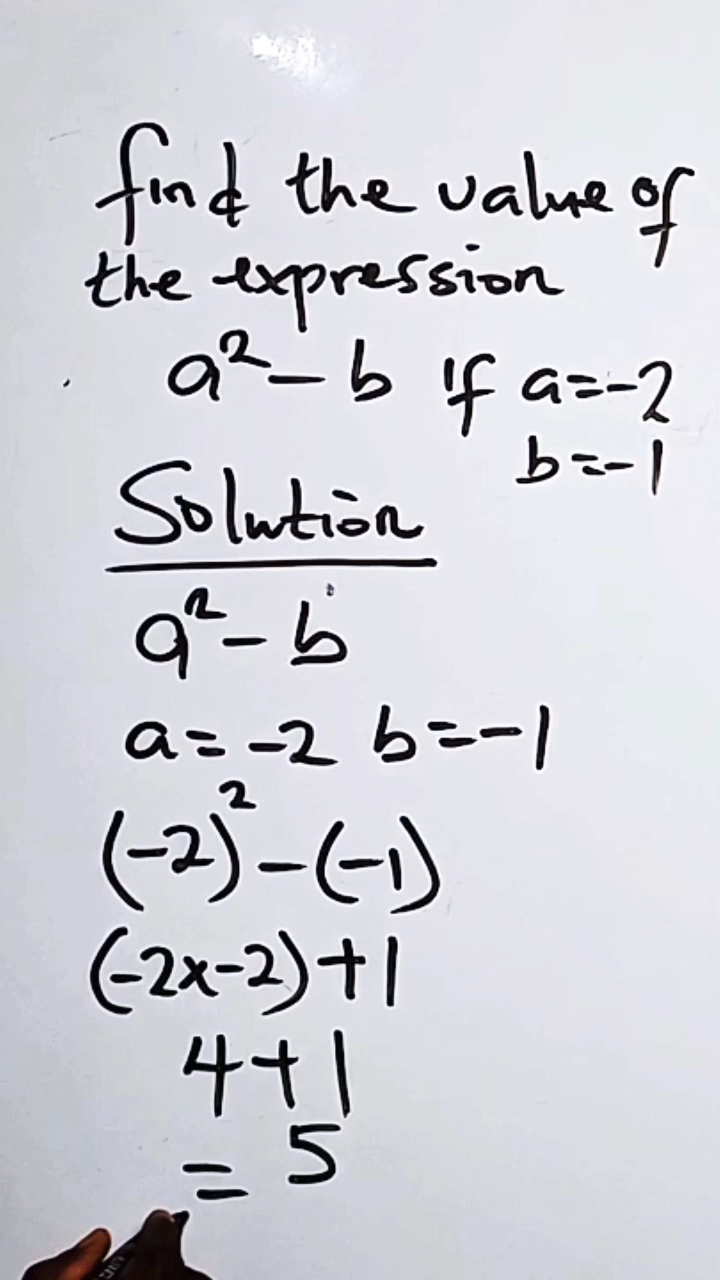 find the value of
the expression
a² - b if a=-2
b=-1
Solution
a² - b
a= -2 b=-1
(-2)² - (-1)
(-2x-2)+1
4+1
= 5